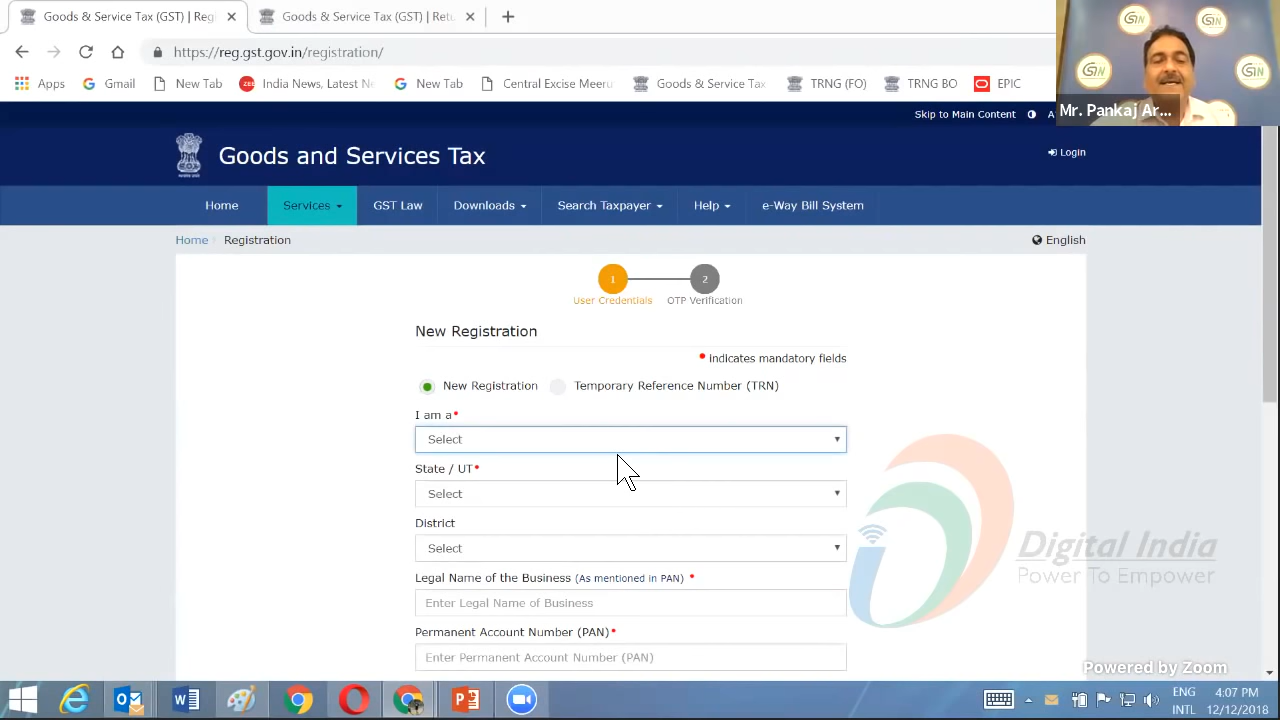 Goods & Service Tax (GST) | Reg
Goods & Service Tax (GST) | Retu
https://reg.gst.gov.in/registration/
Apps
Gmail
New Tab
India News, Latest Ne
New Tab
Central Excise Meeru
Goods & Service Tax
TRNG (FO)
TRNG BO
EPIC
Mr. Pankaj Ar...
Skip to Main Content
Goods and Services Tax
Login
Home
Services
GST Law
Downloads
Search Taxpayer
Help
e-Way Bill System
Home
Registration
English
1
2
User Credentials
OTP Verification
New Registration
• indicates mandatory fields
New Registration
Temporary Reference Number (TRN)
I am a•
Select
State / UT•
Select
District
Select
Legal Name of the Business (As mentioned in PAN) •
Enter Legal Name of Business
Permanent Account Number (PAN)•
Enter Permanent Account Number (PAN)
Digital India
Power To Empower
Powered by Zoom
ENG
INTL
4:07 PM
12/12/2018